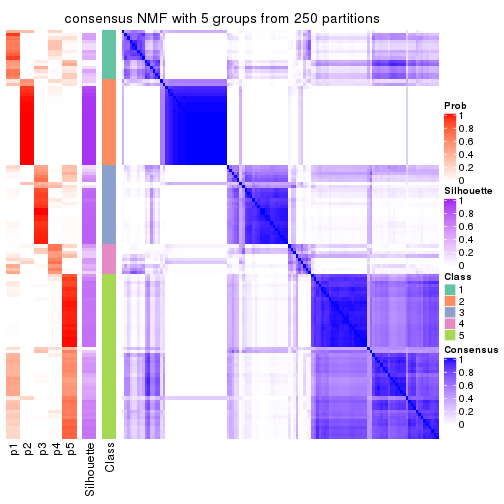 consensus NMF with 5 groups from 250 partitions
Prob
1
0.8
0.6
0.4
0.2
0
Silhouette
1
0.8
0.6
0.4
0.2
0
Class
1
2
3
4
5
Consensus
1
0.8
0.6
0.4
0.2
0
p1
p2
p3
p4
p5
Silhouette
Class